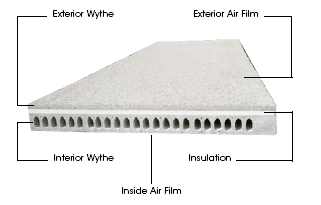 Exterior Wythe
Exterior Air Film
Interior Wythe
Insulation
Inside Air Film